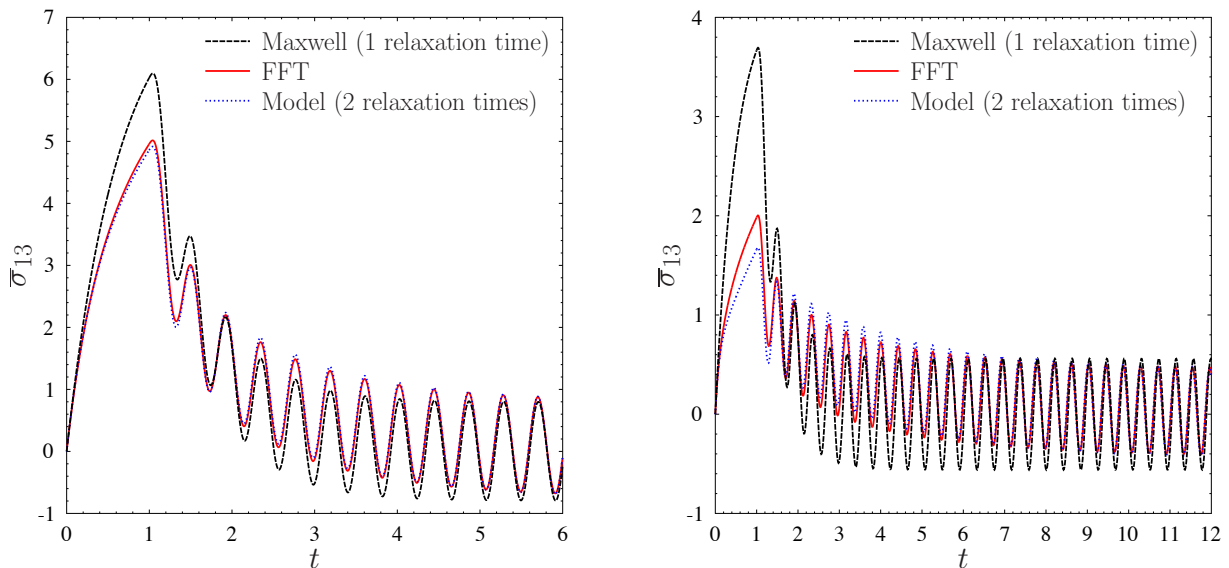 7
6
5
4
3
2
1
0
-1
σ̅₁₃
Maxwell (1 relaxation time)
FFT
Model (2 relaxation times)
0 1 2 3 4 5 6
t
4
3
2
1
0
-1
σ̅₁₃
Maxwell (1 relaxation time)
FFT
Model (2 relaxation times)
0 1 2 3 4 5 6 7 8 9 10 11 12
t